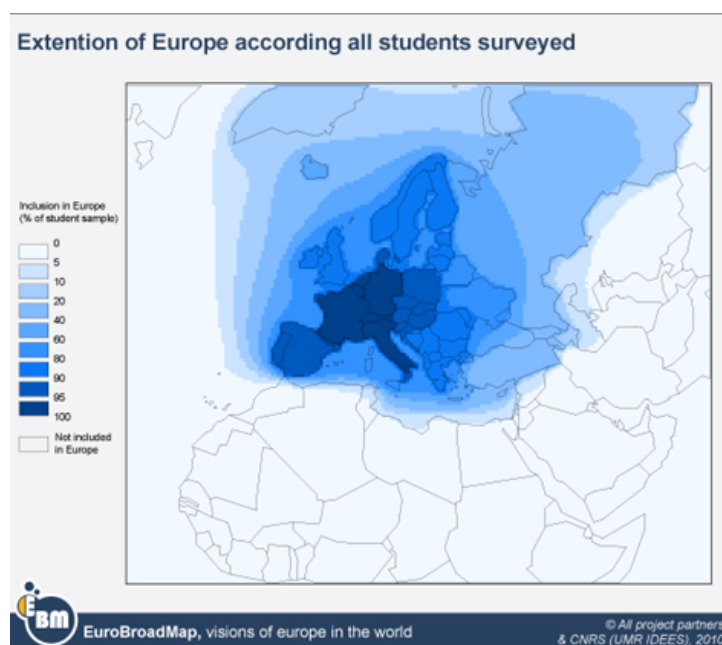 Extention of Europe according all students surveyed
Inclusion in Europe
(% of student sample)
0
5
10
20
40
60
80
90
95
100
Not included
in Europe
EBM
EuroBroadMap, visions of europe in the world
© All project partners
& CNRS (UMR IDEES), 2010